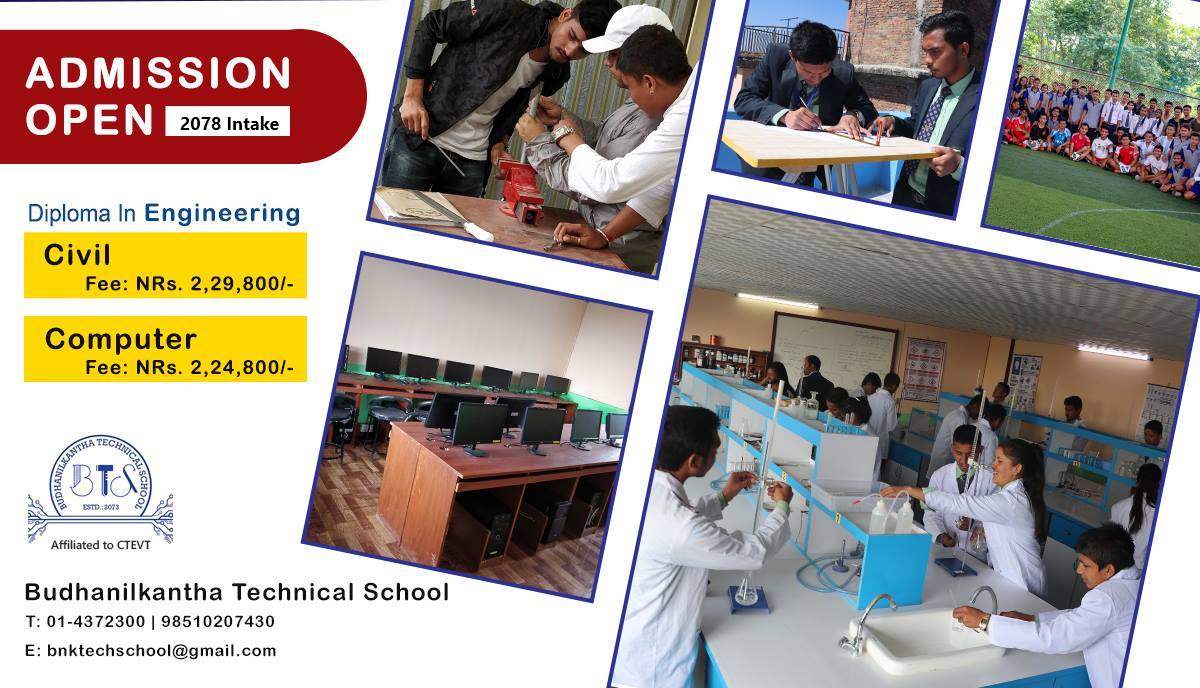 ADMISSION
OPEN 2078 Intake
Diploma In Engineering
Civil
Fee: NRs. 2,29,800/-
Computer
Fee: NRs. 2,24,800/-
BUDHANILKANTHA TECHNICAL SCHOOL
BTS
ESTD.: 2073
Affiliated to CTEVT
Budhanilkantha Technical School
T: 01-4372300 | 98510207430
E: bnktechschool@gmail.com